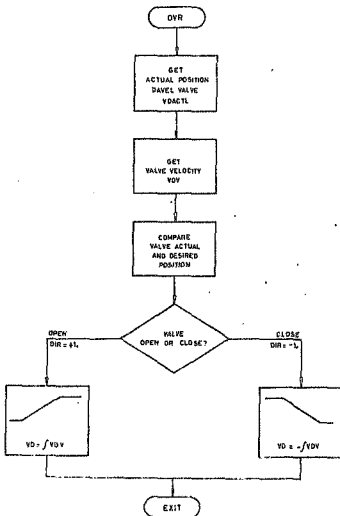 DVR
GET
ACTUAL POSITION
DAVEL VALVE
VDACTL
GET
VALVE VELOCITY
VDV
COMPARE
VALVE ACTUAL
AND DESIRED
POSITION
VALVE
OPEN OR CLOSE?
OPEN
DIR = +1.
CLOSE
DIR = -1.
VD = ∫VDV
VD = -∫VDV
EXIT